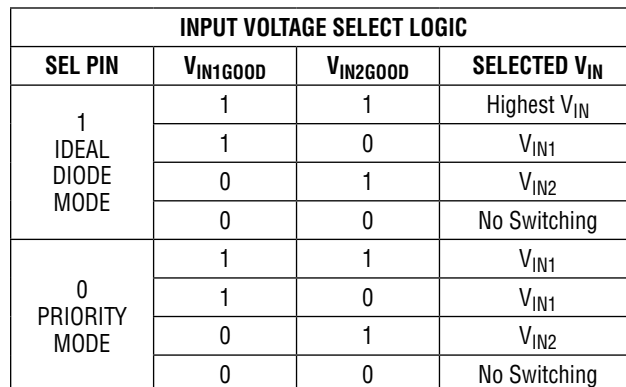 INPUT VOLTAGE SELECT LOGIC
SEL PIN VIN1GOOD VIN2GOOD SELECTED VIN
1
IDEAL
DIODE
MODE
1 1 Highest VIN
1 0 VIN1
0 1 VIN2
0 0 No Switching
0
PRIORITY
MODE
1 1 VIN1
1 0 VIN1
0 1 VIN2
0 0 No Switching